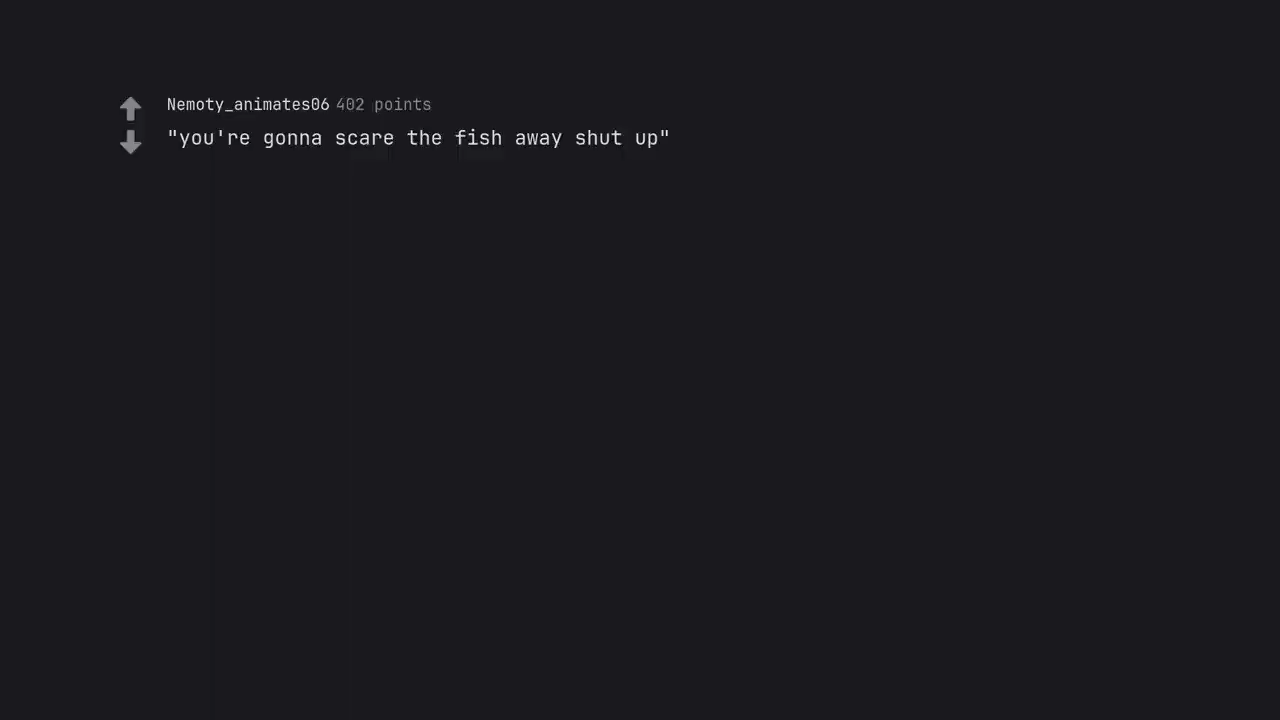 Nemoty_animates06 402 points
"you're gonna scare the fish away shut up"